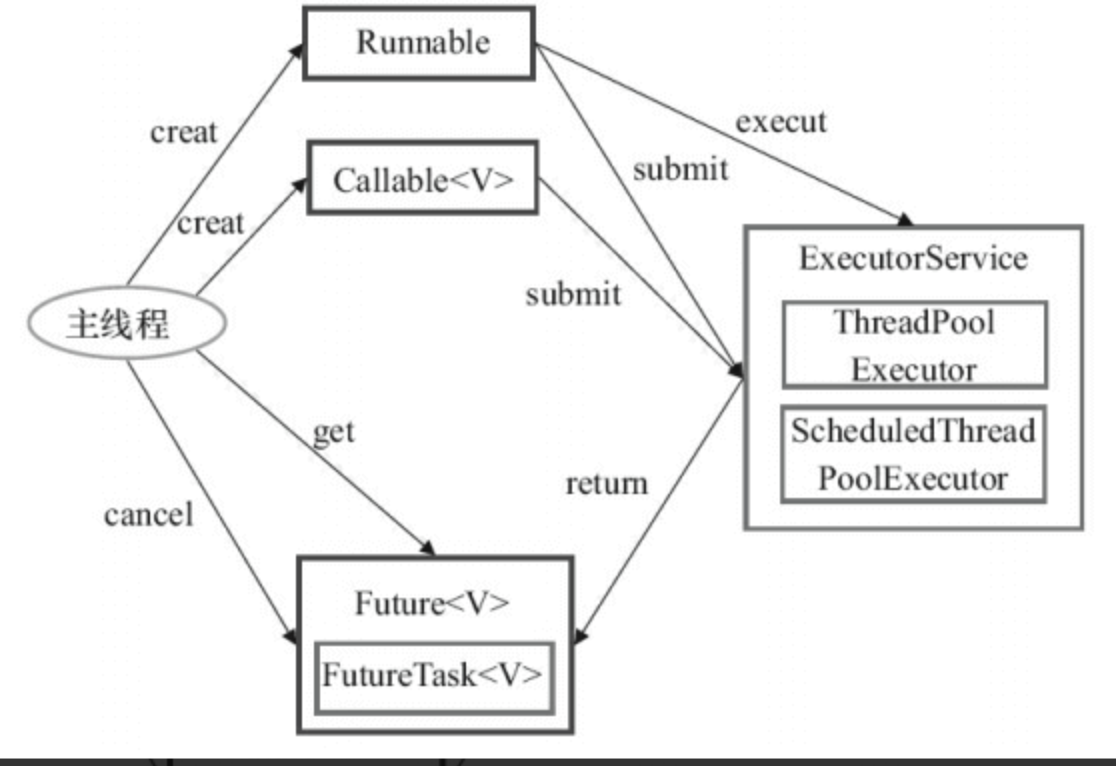 Runnable
execut
creat
submit
Callable<V>
creat
ExecutorService
submit
主线程
ThreadPool
Executor
get
ScheduledThread
PoolExecutor
return
cancel
Future<V>
FutureTask<V>